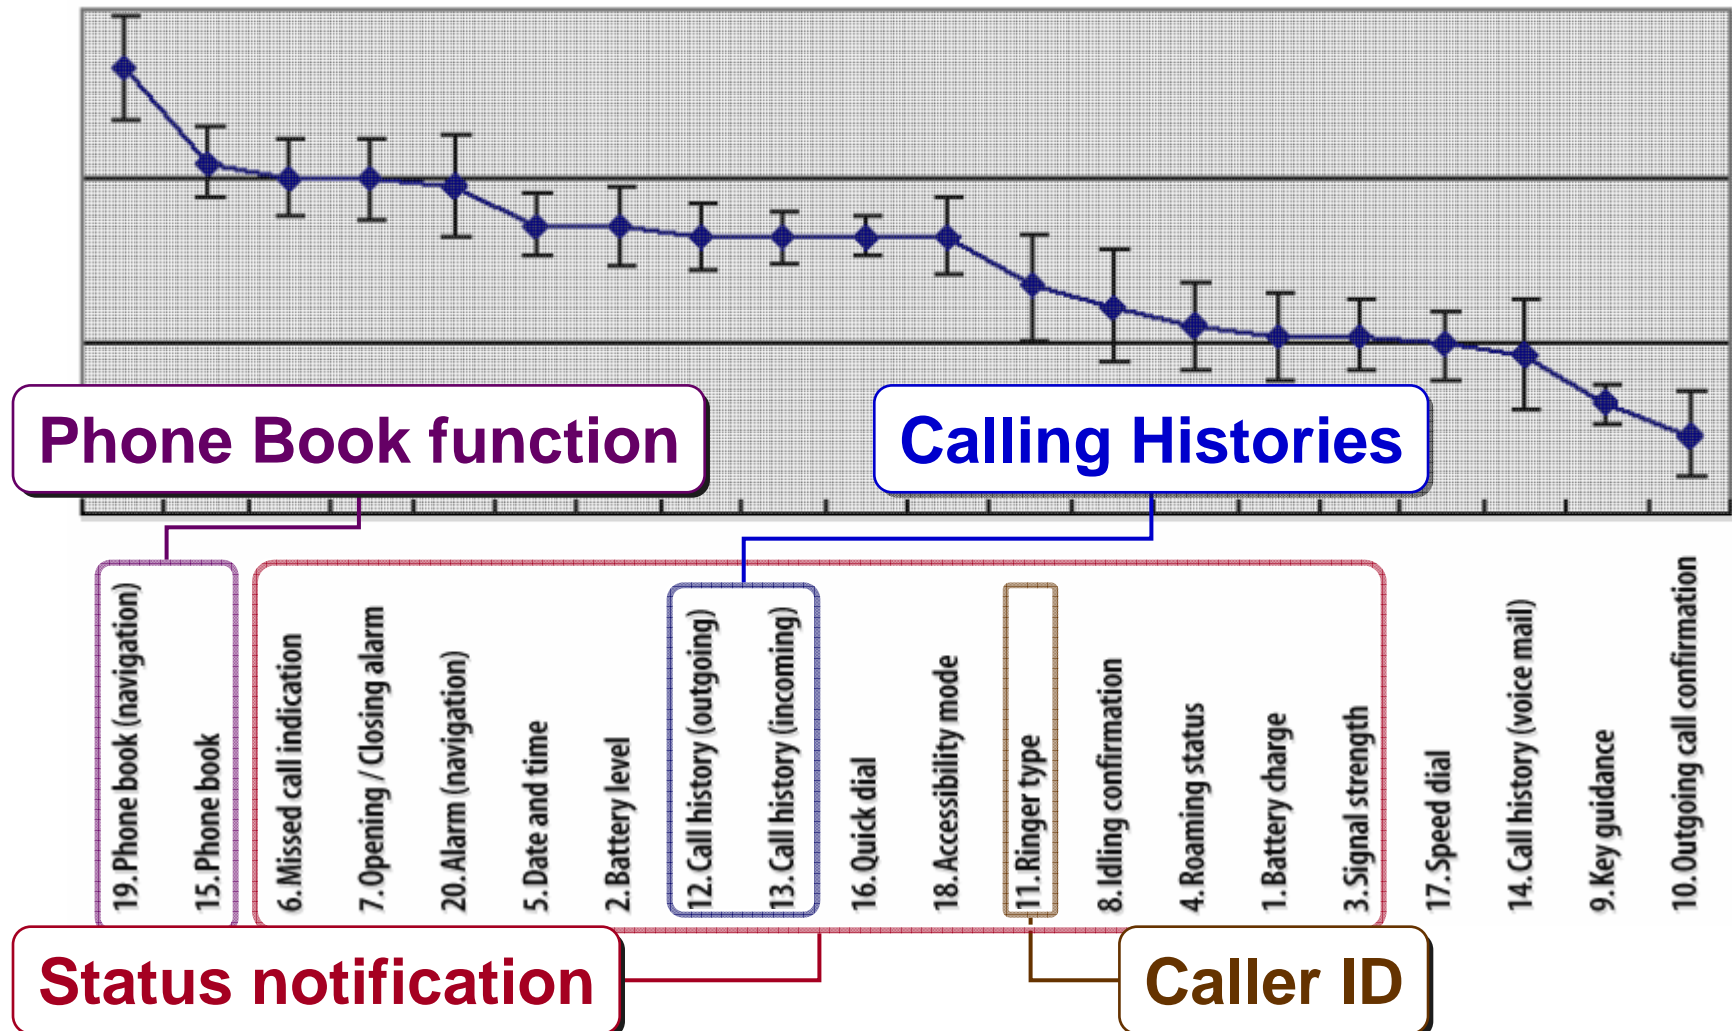 Phone Book function
Calling Histories
19.Phone book (navigation)
15.Phone book
6.Missed call indication
7.Opening / Closing alarm
20.Alarm (navigation)
5.Date and time
2.Battery level
12.Call history (outgoing)
13.Call history (incoming)
16.Quick dial
18.Accessibility mode
11.Ringer type
8.Idling confirmation
4.Roaming status
1.Battery charge
3.Signal strength
17.Speed dial
14.Call history (voice mail)
9.Key guidance
10.Outgoing call confirmation
Status notification
Caller ID